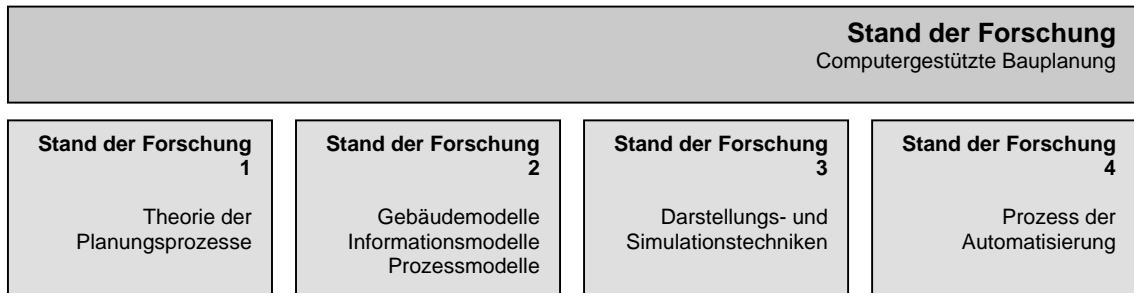 Stand der Forschung
Computergestützte Bauplanung
Stand der Forschung
1
Theorie der
Planungsprozesse
Stand der Forschung
2
Gebäudemodelle
Informationsmodelle
Prozessmodelle
Stand der Forschung
3
Darstellungs- und
Simulationstechniken
Stand der Forschung
4
Prozess der
Automatisierung